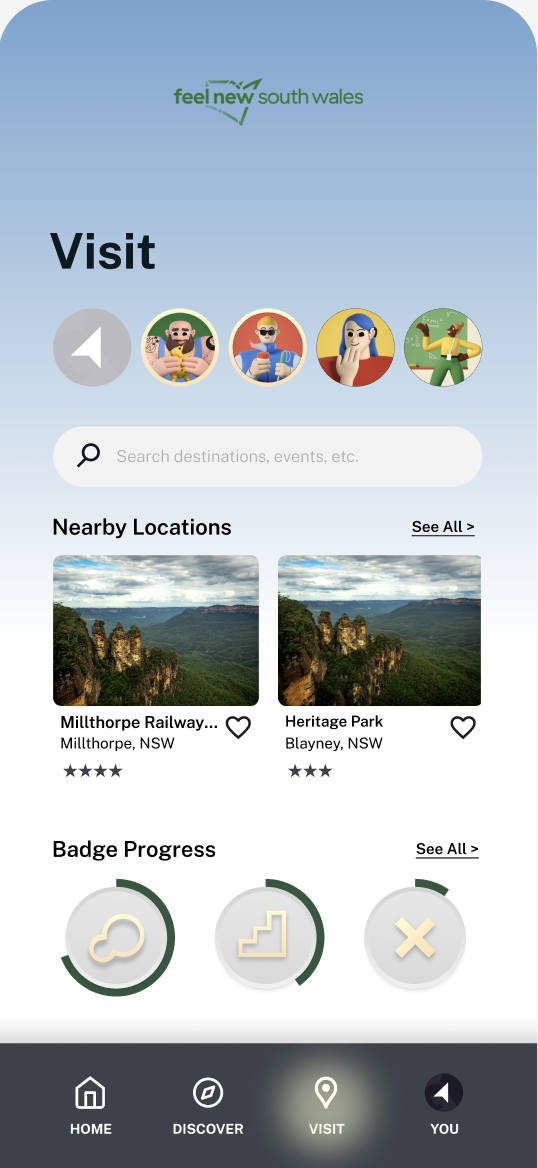 feel new south wales
Visit
Search destinations, events, etc.
Nearby Locations
See All >
Millthorpe Railway...
Millthorpe, NSW
★★★★
Heritage Park
Blayney, NSW
★★★
Badge Progress
See All >
HOME
DISCOVER
VISIT
YOU